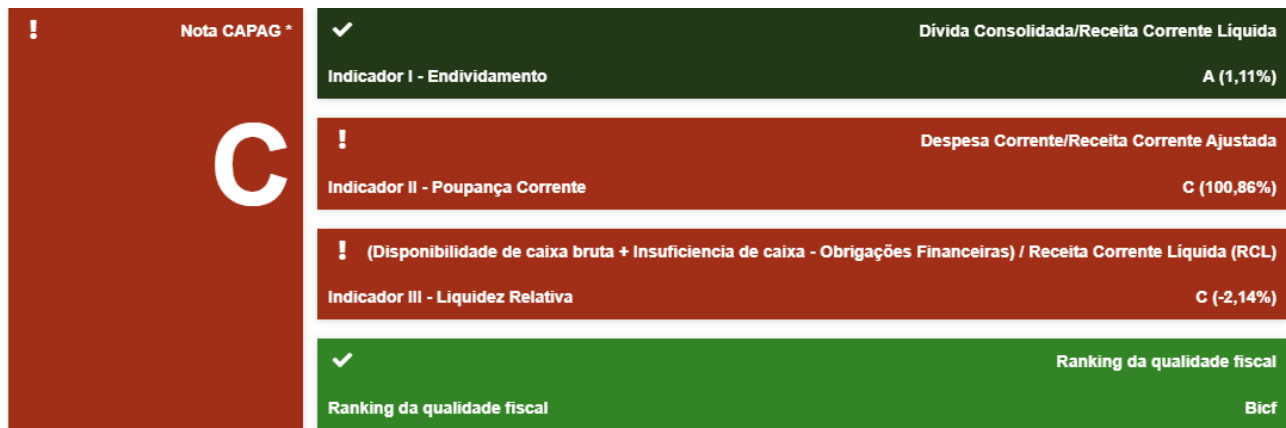 Nota CAPAG *
C
Dívida Consolidada/Receita Corrente Líquida
Indicador I - Endividamento A (1,11%)
Despesa Corrente/Receita Corrente Ajustada
Indicador II - Poupança Corrente C (100,86%)
(Disponibilidade de caixa bruta + Insuficiencia de caixa - Obrigações Financeiras) / Receita Corrente Líquida (RCL)
Indicador III - Liquidez Relativa C (-2,14%)
Ranking da qualidade fiscal
Ranking da qualidade fiscal Bicf